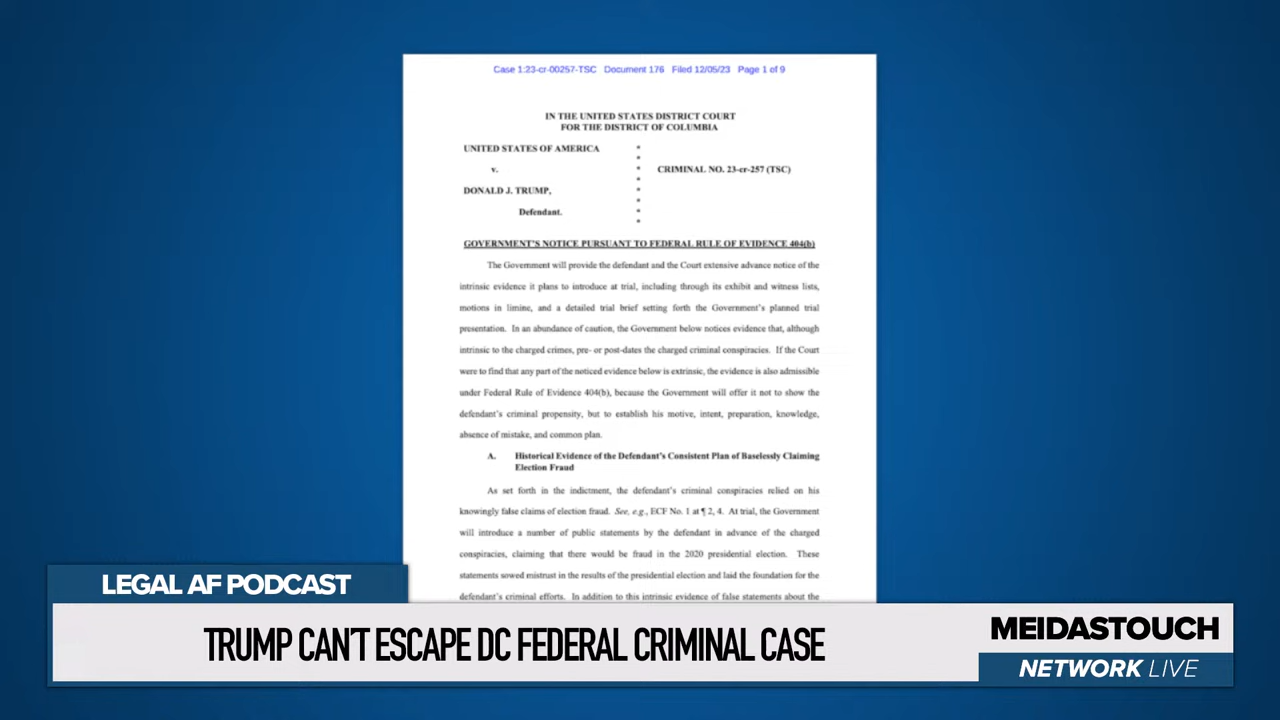 Case 1:23-cr-00257-TSC Document 176 Filed 12/05/23 Page 1 of 9
IN THE UNITED STATES DISTRICT COURT
FOR THE DISTRICT OF COLUMBIA
UNITED STATES OF AMERICA
v.
DONALD J. TRUMP,
Defendant.
*
*
*
*
*
*
*
*
CRIMINAL NO. 23-cr-257 (TSC)
GOVERNMENT'S NOTICE PURSUANT TO FEDERAL RULE OF EVIDENCE 404(b)
The Government will provide the defendant and the Court extensive advance notice of the
intrinsic evidence it plans to introduce at trial, including through its exhibit and witness lists,
motions in limine, and a detailed trial brief setting forth the Government's planned trial
presentation. In an abundance of caution, the Government below notices evidence that, although
intrinsic to the charged crimes, pre- or post-dates the charged criminal conspiracies. If the Court
were to find that any part of the noticed evidence below is extrinsic, the evidence is also admissible
under Federal Rule of Evidence 404(b), because the Government will offer it not to show the
defendant's criminal propensity, but to establish his motive, intent, preparation, knowledge,
absence of mistake, and common plan.
A. Historical Evidence of the Defendant's Consistent Plan of Baselessly Claiming
Election Fraud
As set forth in the indictment, the defendant's criminal conspiracies relied on his
knowingly false claims of election fraud. See, e.g., ECF No. 1 at ¶ 2, 4. At trial, the Government
will introduce a number of public statements by the defendant in advance of the charged
conspiracies, claiming that there would be fraud in the 2020 presidential election. These
statements sowed mistrust in the results of the presidential election and laid the foundation for the
defendant's criminal efforts. In addition to this intrinsic evidence of false statements about the
LEGAL AF PODCAST
TRUMP CAN'T ESCAPE DC FEDERAL CRIMINAL CASE
MEIDASTOUCH
NETWORK LIVE